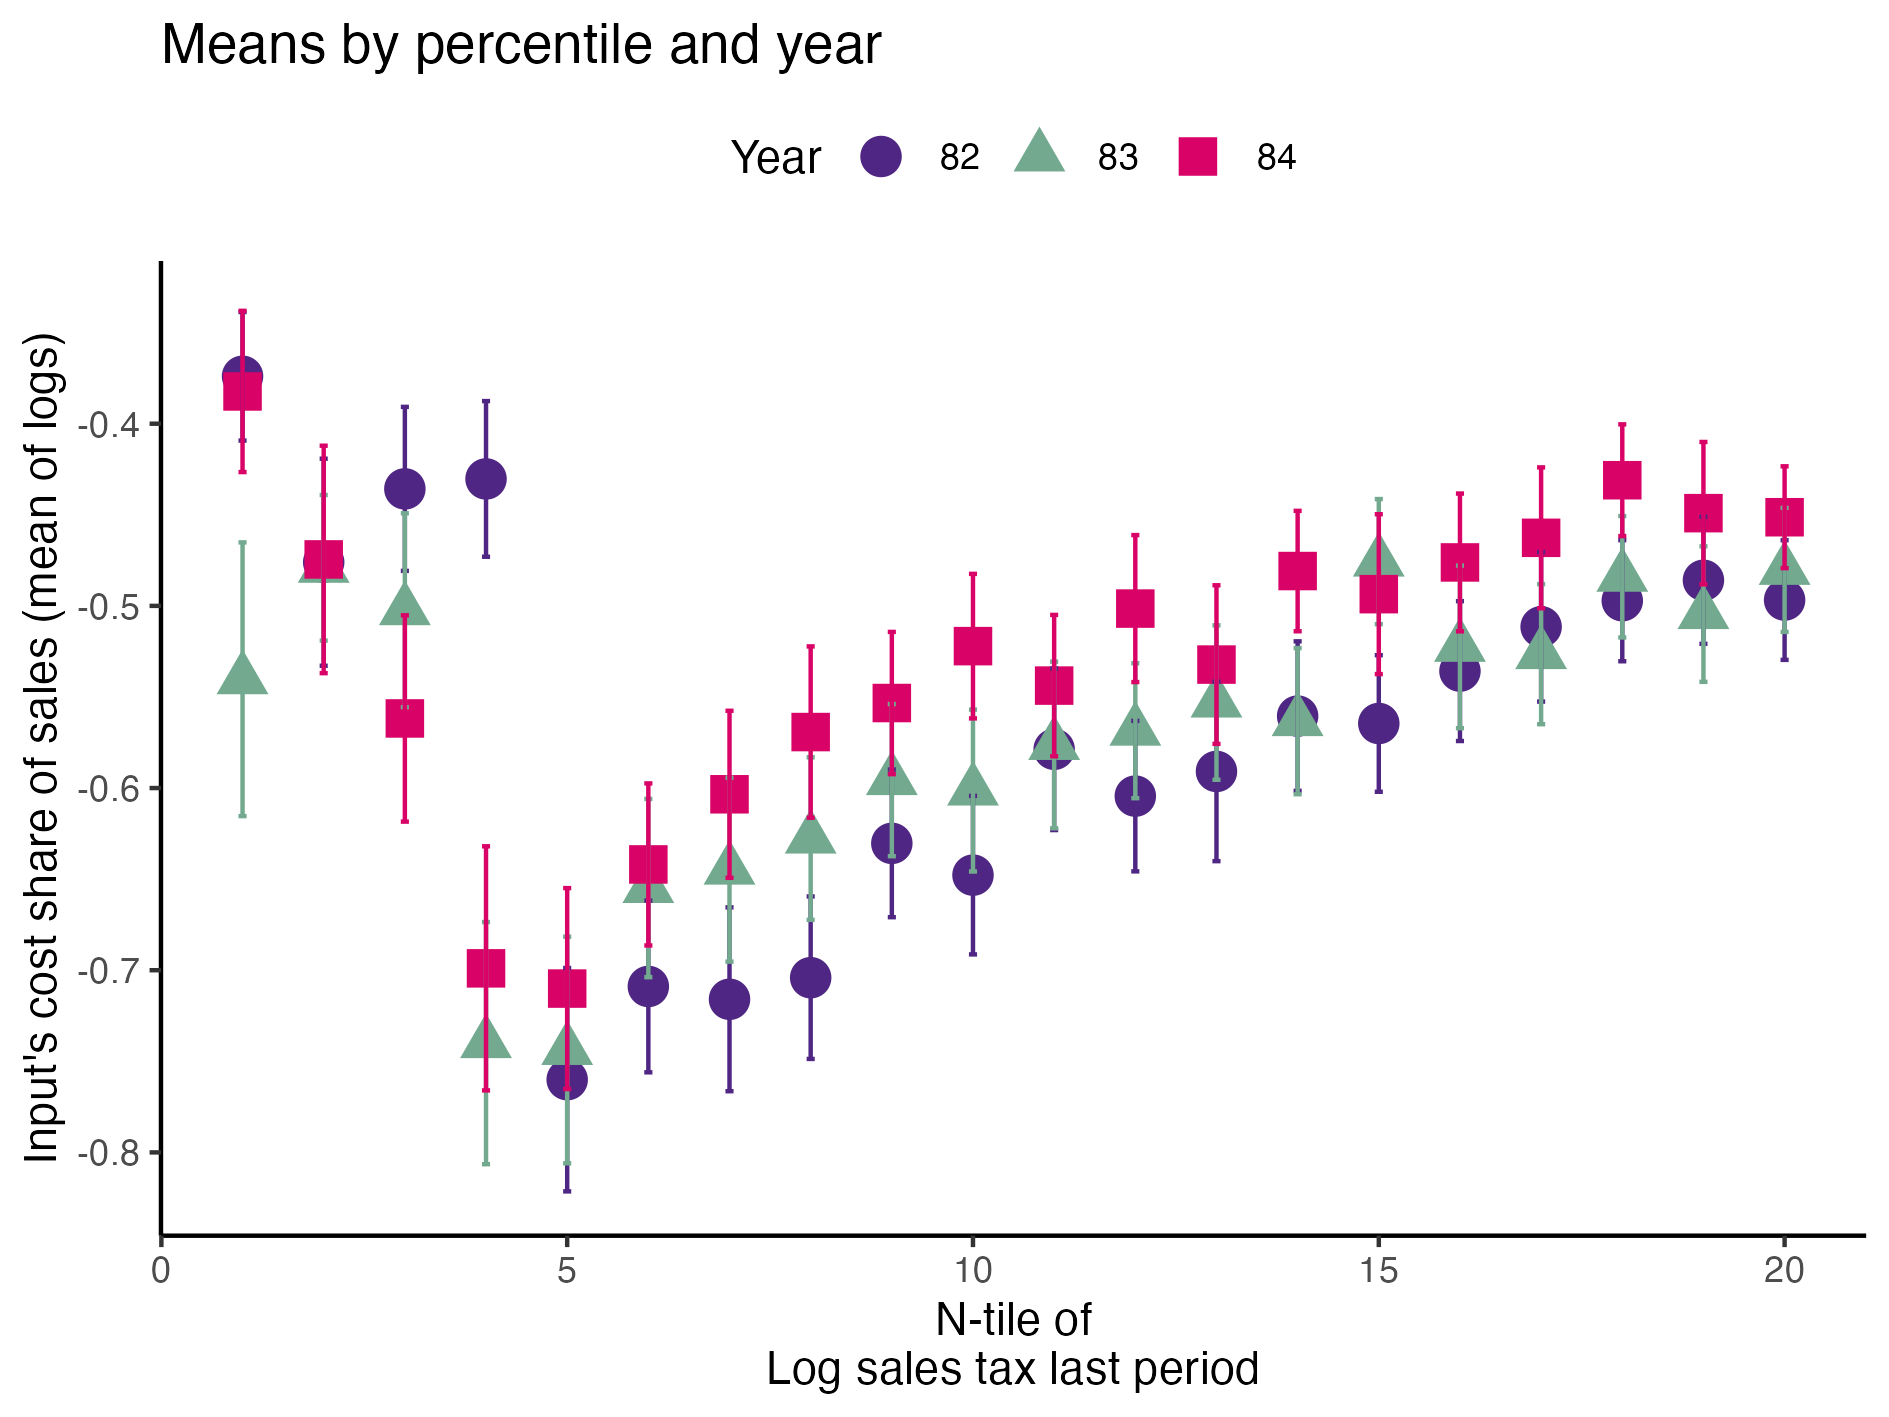 Means by percentile and year
Year 82 83 84
Input's cost share of sales (mean of logs)
-0.4
-0.5
-0.6
-0.7
-0.8
0 5 10 15 20
N-tile of
Log sales tax last period